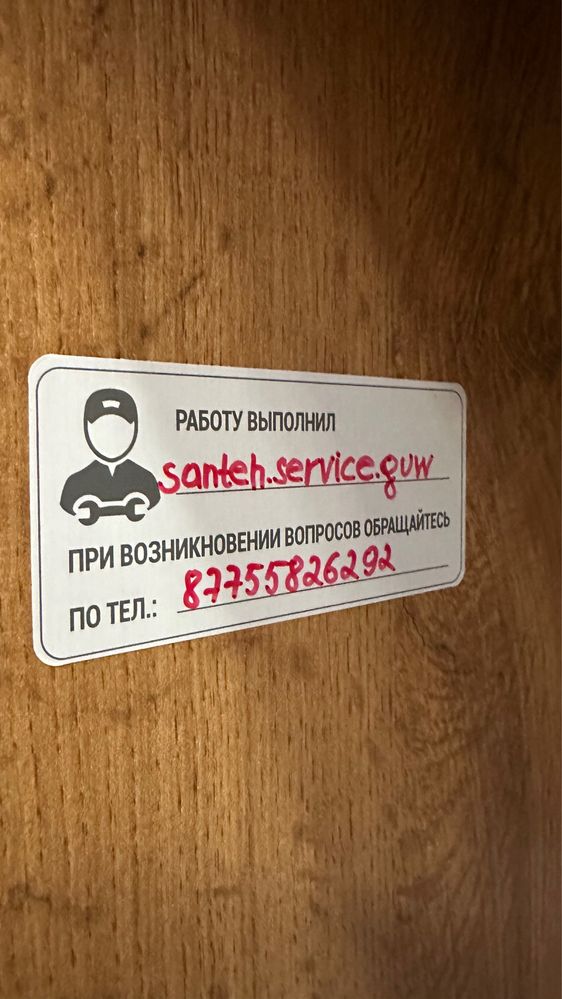 РАБОТУ ВЫПОЛНИЛ
santeh.service.guw
ПРИ ВОЗНИКНОВЕНИИ ВОПРОСОВ ОБРАЩАЙТЕСЬ
ПО ТЕЛ.: 87755826292